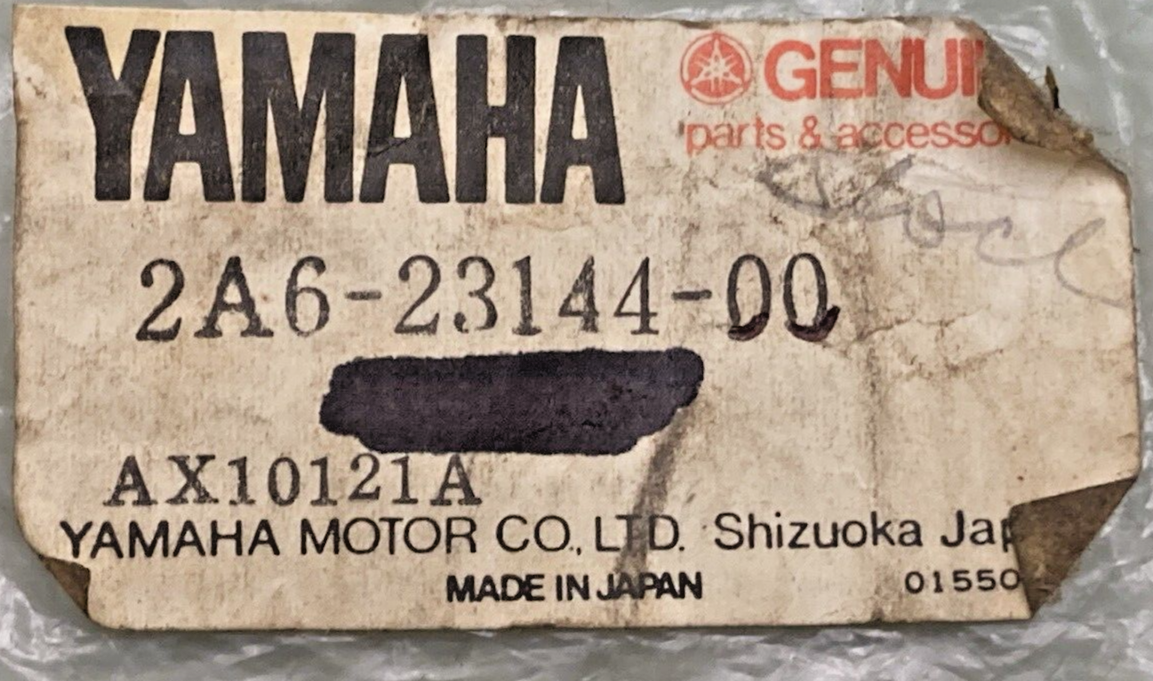 YAMAHA
GENUI
parts & accessor
2A6-23144-00
AX10121A
YAMAHA MOTOR CO., LTD. Shizuoka Jap
MADE IN JAPAN
01550